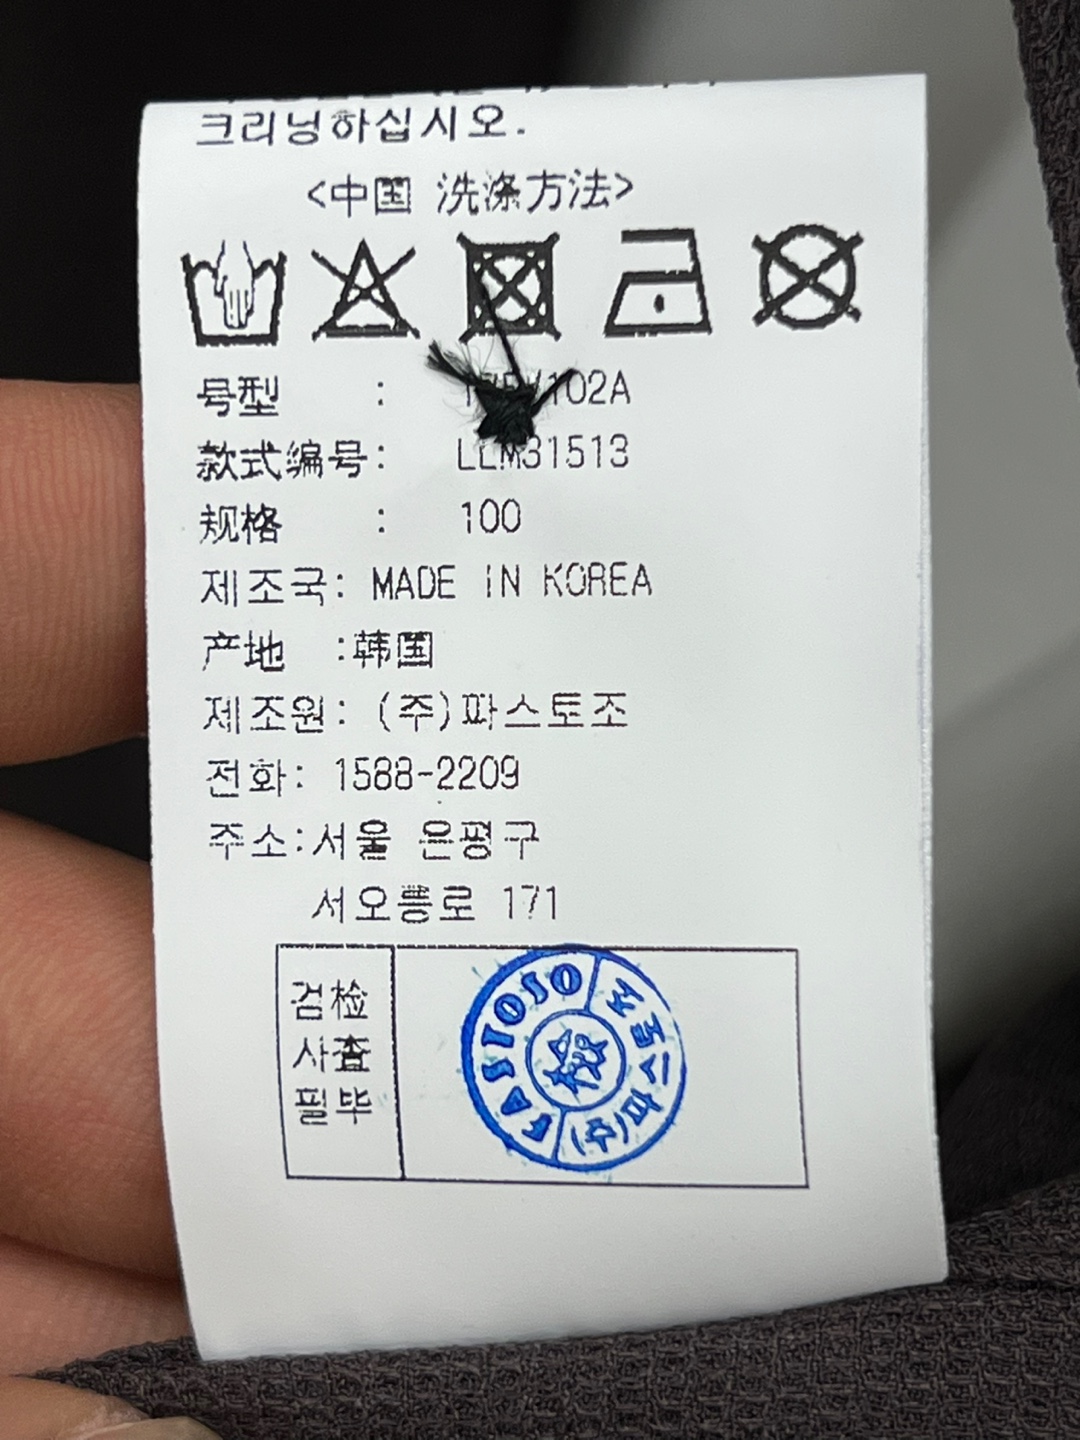 크리닝하십시오.
<中国 洗涤方法>
号型 : /102A
款式编号: LLM31513
规格 : 100
제조국: MADE IN KOREA
产地 :韩国
제조원: (주)파스토조
전화: 1588-2209
주소:서울 은평구
서오릉로 171
검检
사查
필毕
FASTOSO
(주)파스토조